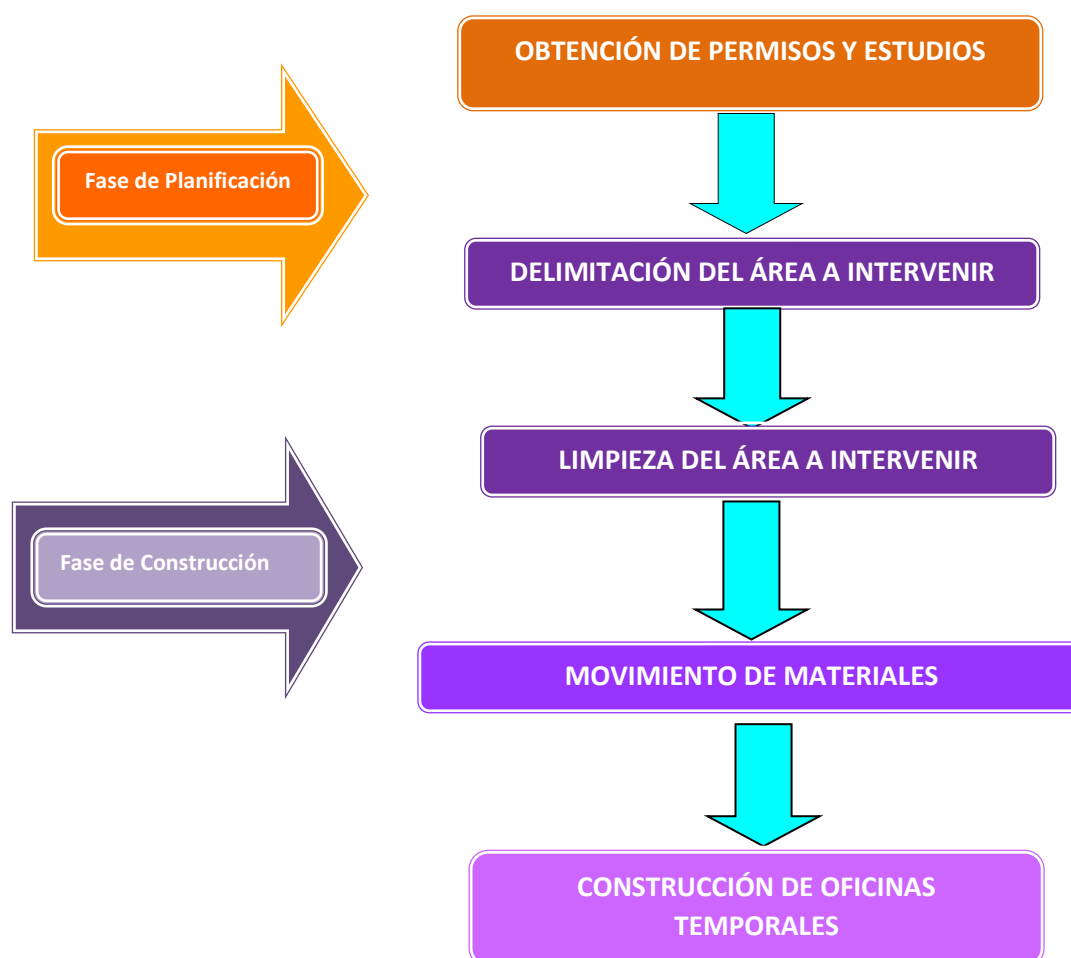 OBTENCIÓN DE PERMISOS Y ESTUDIOS
Fase de Planificación
DELIMITACIÓN DEL ÁREA A INTERVENIR
LIMPIEZA DEL ÁREA A INTERVENIR
Fase de Construcción
MOVIMIENTO DE MATERIALES
CONSTRUCCIÓN DE OFICINAS
TEMPORALES